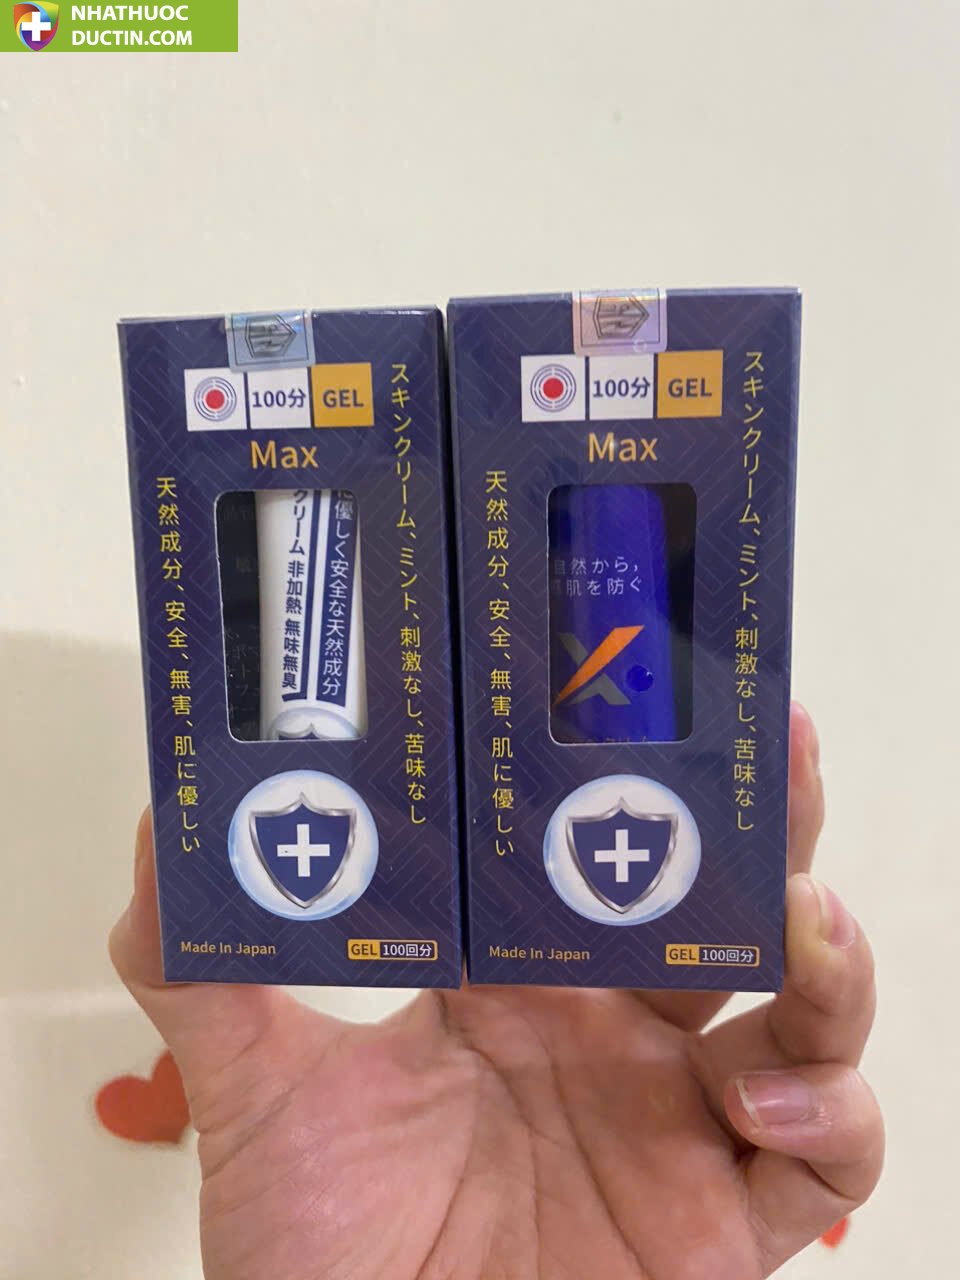 NHATHUOC
DUCTIN.COM
100分 GEL
Max
スキンクリーム、ミント、刺激なし、苦味なし
天然成分、安全、無害、肌に優しい
に優しく安全な天然成分
クリーム 非加熱 無味無臭
Made In Japan
GEL 100回分
100分 GEL
Max
スキンクリーム、ミント、刺激なし、苦味なし
天然成分、安全、無害、肌に優しい
自然から,
肌を防ぐ
Made In Japan
GEL 100回分